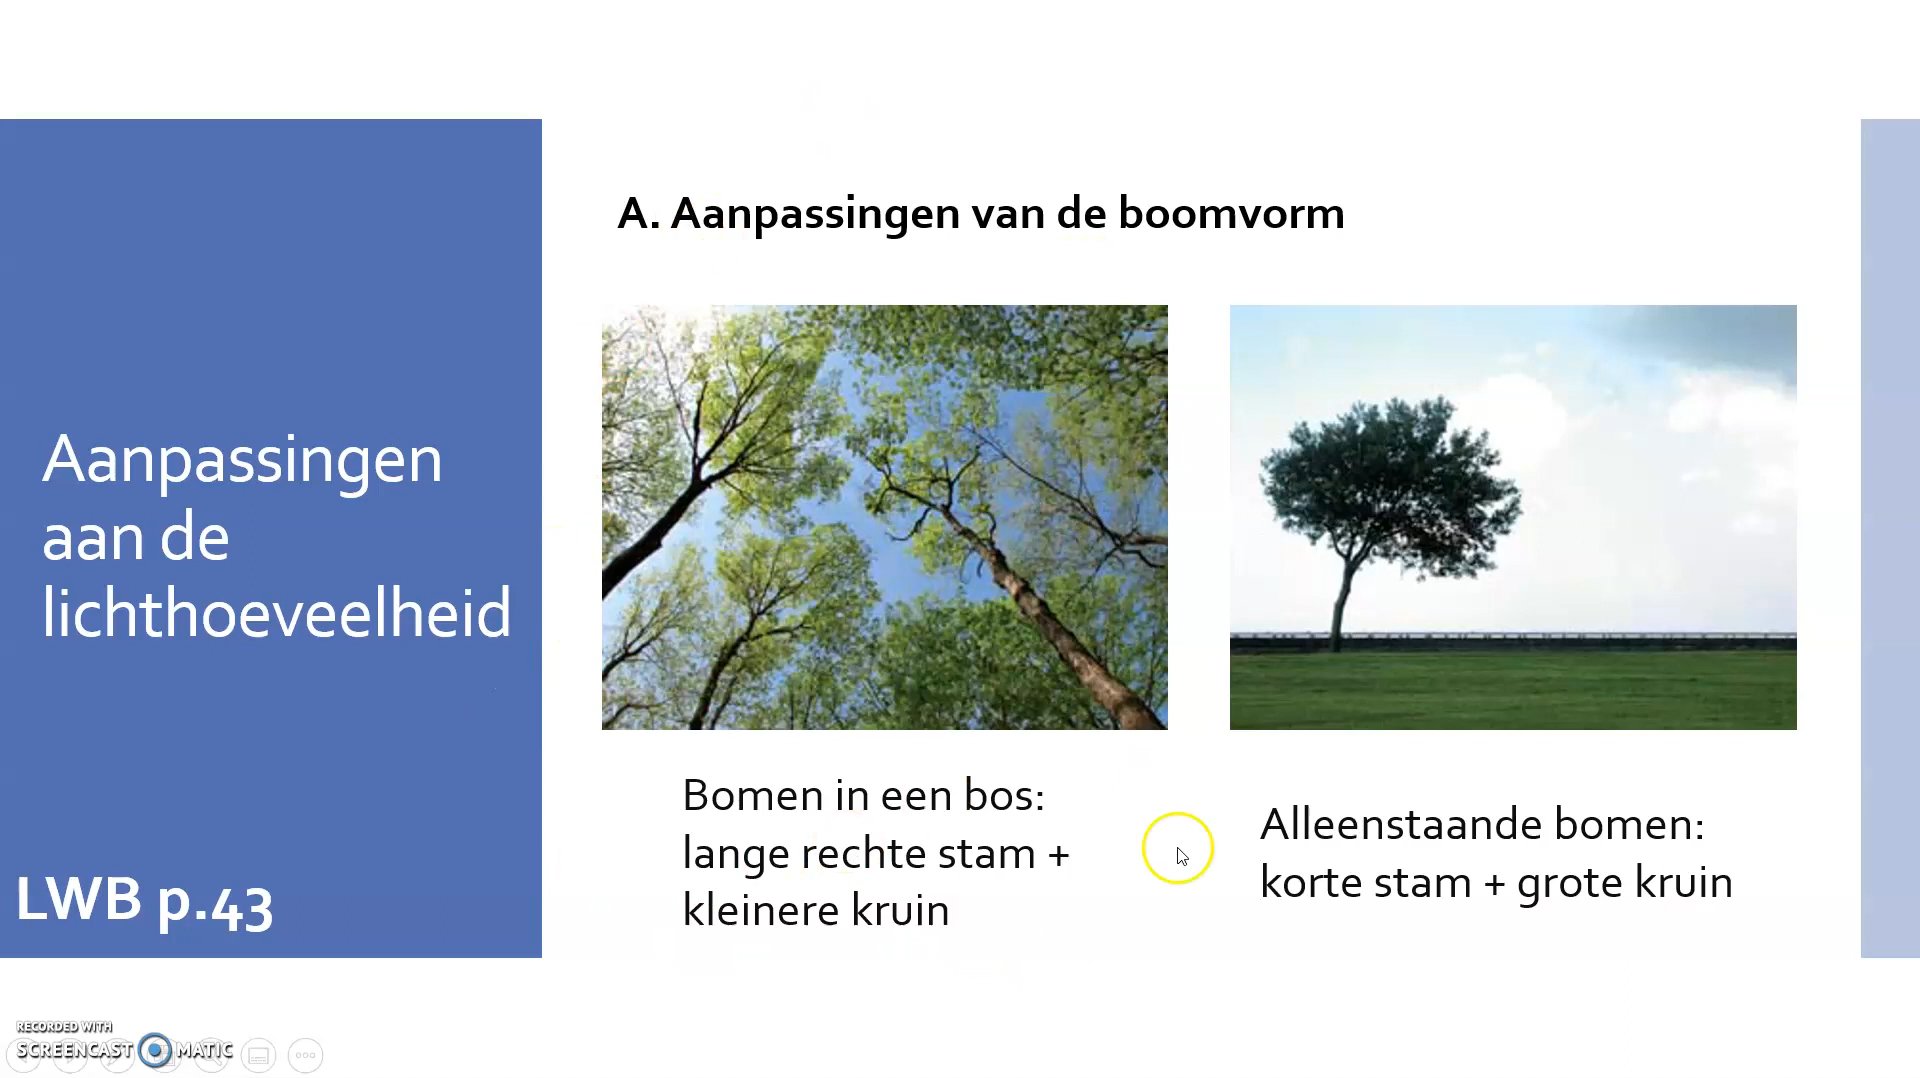 A. Aanpassingen van de boomvorm
Aanpassingen
aan de
lichthoeveelheid
LWB p.43
Bomen in een bos:
lange rechte stam +
kleinere kruin
Alleenstaande bomen:
korte stam + grote kruin
RECORDED WITH
SCREENCAST MATIC